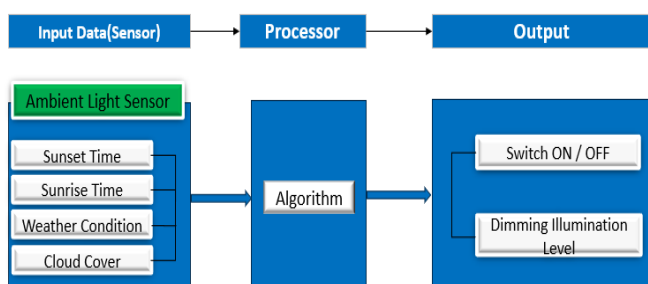 Input Data(Sensor)
Processor
Output
Ambient Light Sensor
Sunset Time
Sunrise Time
Weather Condition
Cloud Cover
Algorithm
Switch ON / OFF
Dimming Illumination
Level